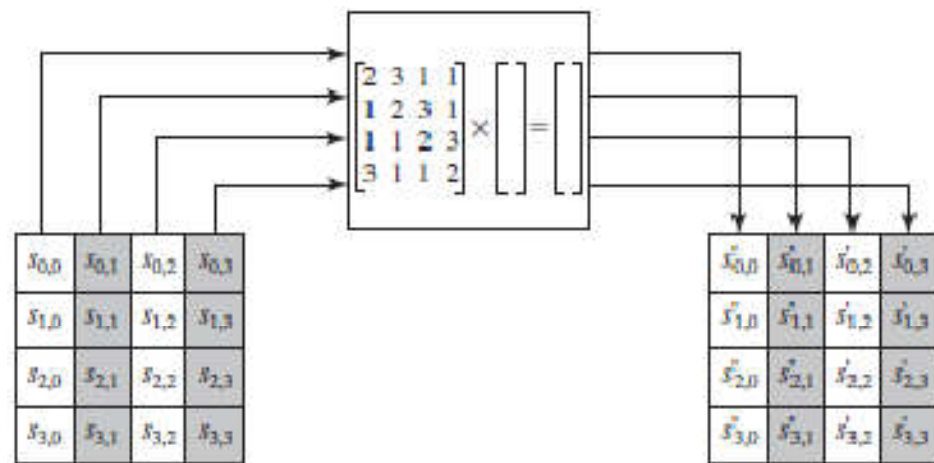 2 3 1 1
1 2 3 1
1 1 2 3
3 1 1 2
× =
s0,0 s0,1 s0,2 s0,3
s1,0 s1,1 s1,2 s1,3
s2,0 s2,1 s2,2 s2,3
s3,0 s3,1 s3,2 s3,3
s'0,0 s'0,1 s'0,2 s'0,3
s'1,0 s'1,1 s'1,2 s'1,3
s'2,0 s'2,1 s'2,2 s'2,3
s'3,0 s'3,1 s'3,2 s'3,3